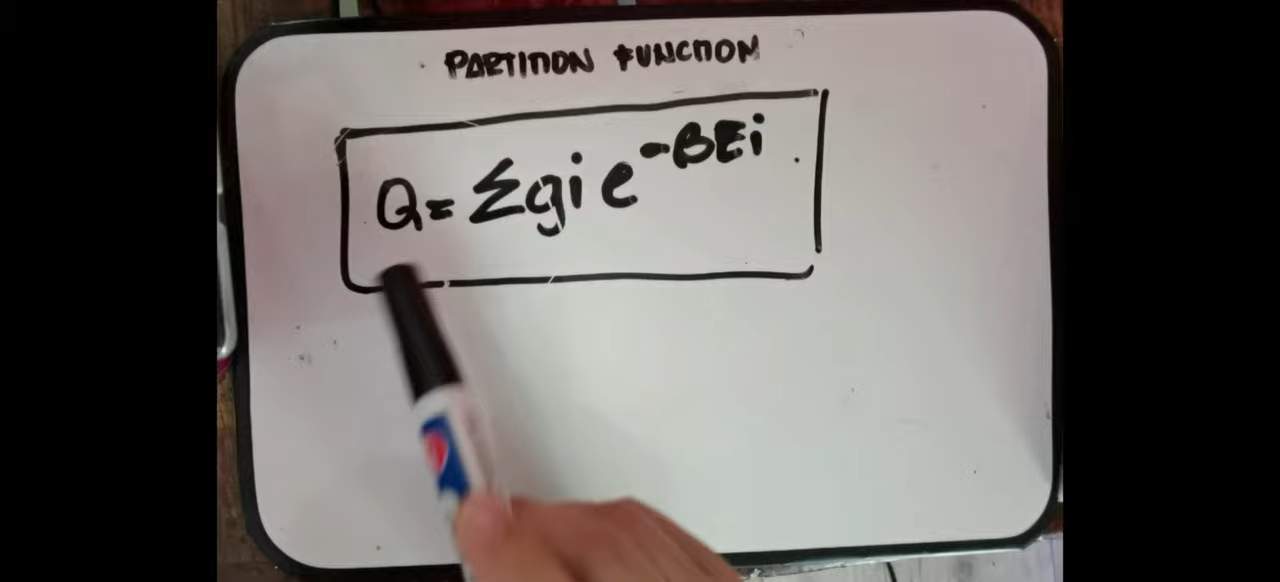 PARTITION FUNCTION
Q = Σgi e^-βEi